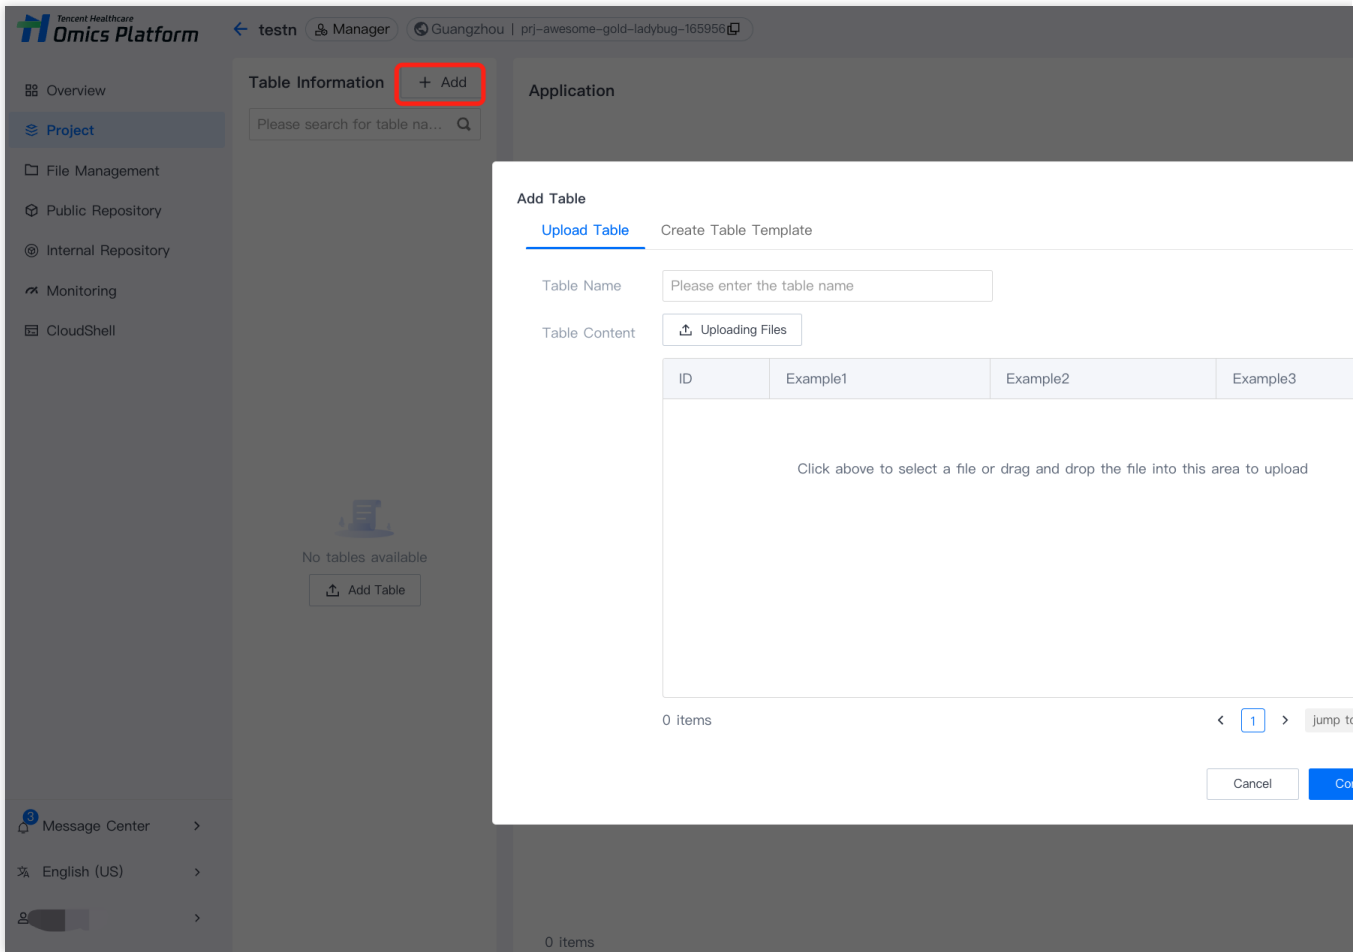 Tencent Healthcare
Omics Platform
testn
Manager
Guangzhou | prj-awesome-gold-ladybug-165956
Overview
Project
File Management
Public Repository
Internal Repository
Monitoring
CloudShell
Table Information
+ Add
Please search for table na...
No tables available
Add Table
Application
Add Table
Upload Table
Create Table Template
Table Name
Please enter the table name
Table Content
Uploading Files
ID
Example1
Example2
Example3
Click above to select a file or drag and drop the file into this area to upload
0 items
1
jump to
Cancel
Con
3
Message Center
English (US)
0 items